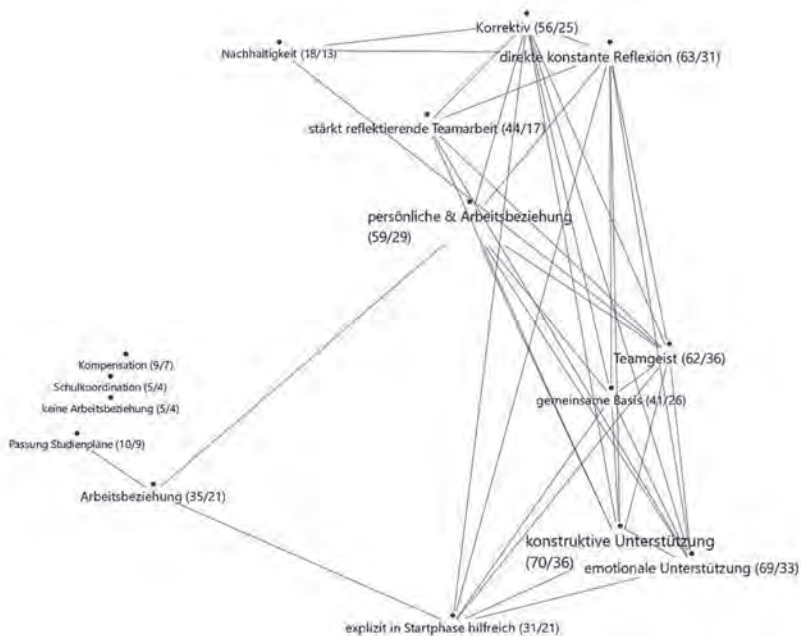 Korrektiv (56/25)
Nachhaltigkeit (18/13)
direkte konstante Reflexion (63/31)
stärkt reflektierende Teamarbeit (44/17)
persönliche & Arbeitsbeziehung
(59/29)
Teamgeist (62/36)
Kompensation (9/7)
Schulkoordination (5/4)
keine Arbeitsbeziehung (5/4)
gemeinsame Basis (41/26)
Passung Studienpläne (10/9)
Arbeitsbeziehung (35/21)
konstruktive Unterstützung
(70/36)
emotionale Unterstützung (69/33)
explizit in Startphase hilfreich (31/21)